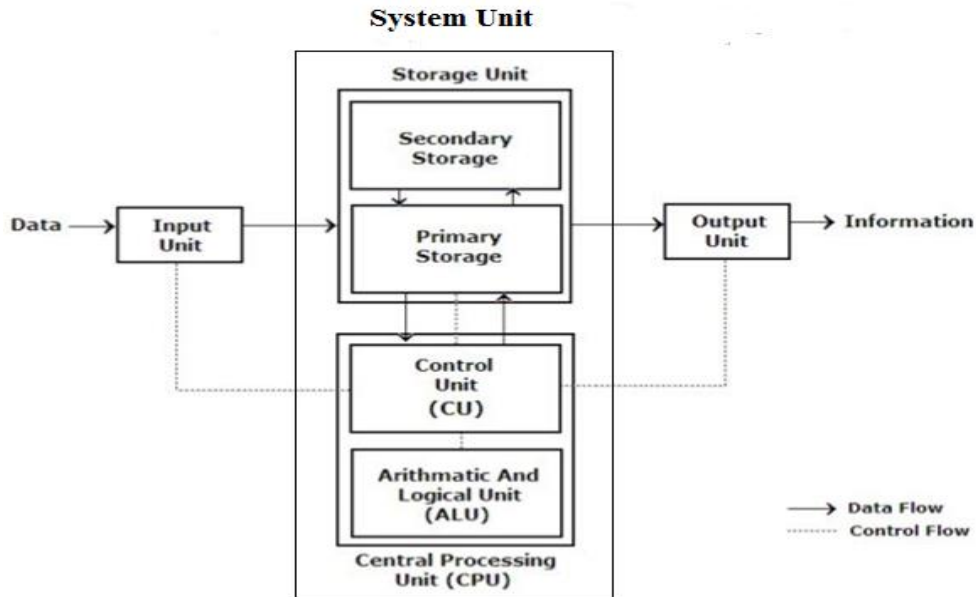 System Unit
Storage Unit
Secondary
Storage
Data
Input
Unit
Primary
Storage
Output
Unit
Information
Control
Unit
(CU)
Arithmatic And
Logical Unit
(ALU)
Central Processing
Unit (CPU)
Data Flow
Control Flow